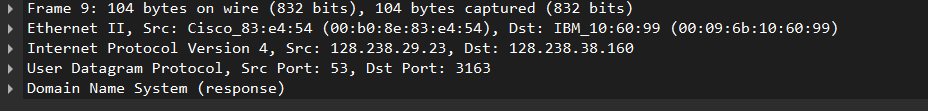 Frame 9: 104 bytes on wire (832 bits), 104 bytes captured (832 bits)
Ethernet II, Src: Cisco_83:e4:54 (00:b0:8e:83:e4:54), Dst: IBM_10:60:99 (00:09:6b:10:60:99)
Internet Protocol Version 4, Src: 128.238.29.23, Dst: 128.238.38.160
User Datagram Protocol, Src Port: 53, Dst Port: 3163
Domain Name System (response)